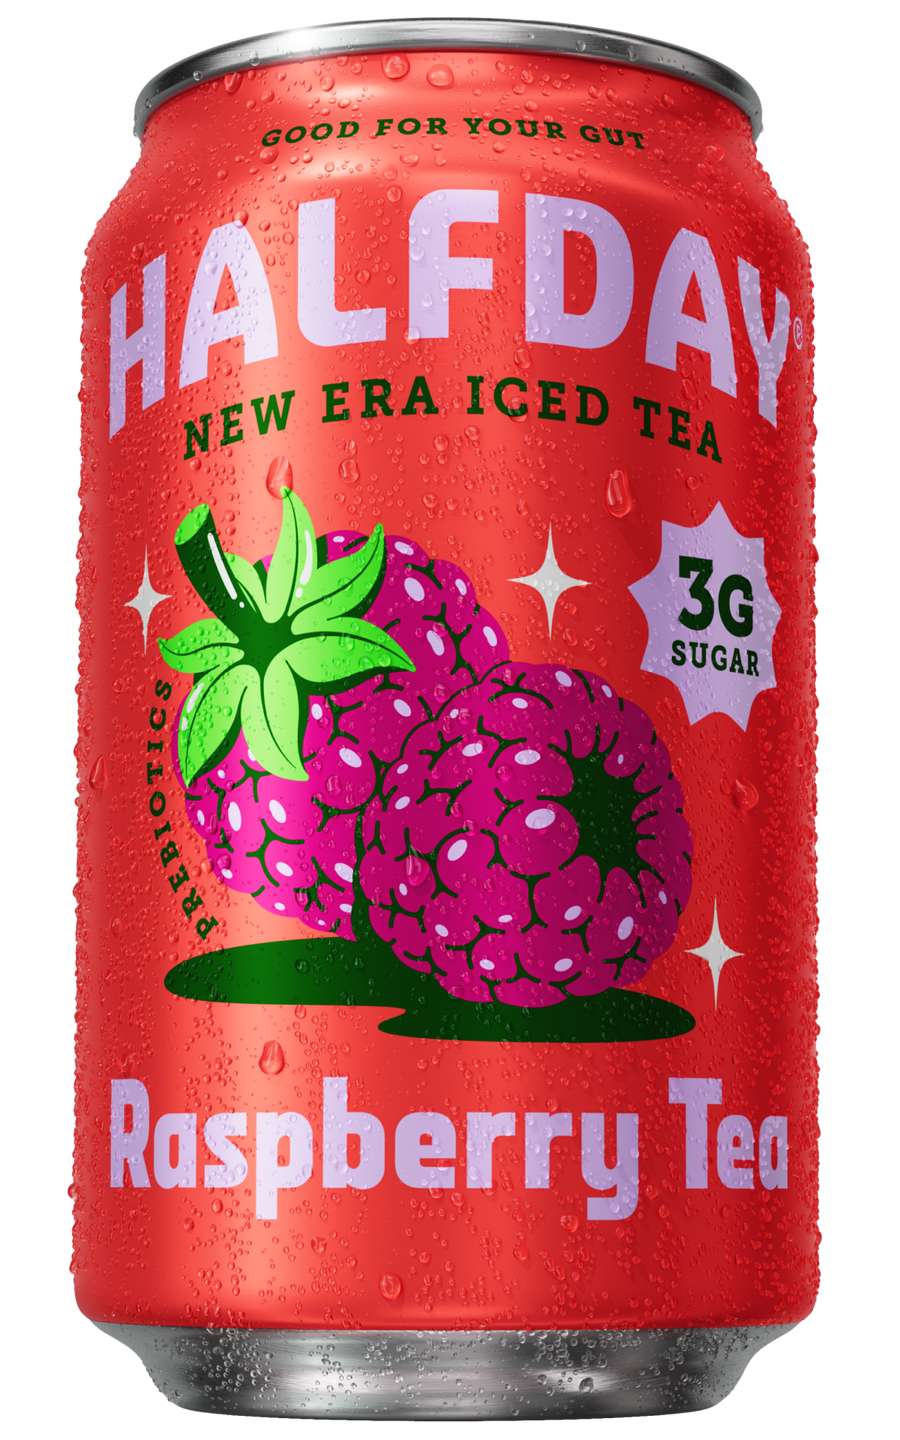 GOOD FOR YOUR GUT
HALFDAY®
NEW ERA ICED TEA
3G
SUGAR
PREBIOTICS
Raspberry Tea